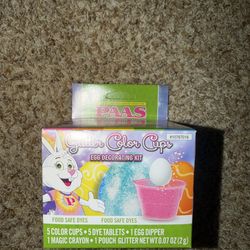 PAAS
Glitter Color Cups
EGG DECORATING KIT
FOOD SAFE DYES
FOOD SAFE DYES
5 COLOR CUPS • 5 DYE TABLETS • 1 EGG DIPPER
1 MAGIC CRAYON • 1 POUCH GLITTER NET WT 0.07 OZ (2g)